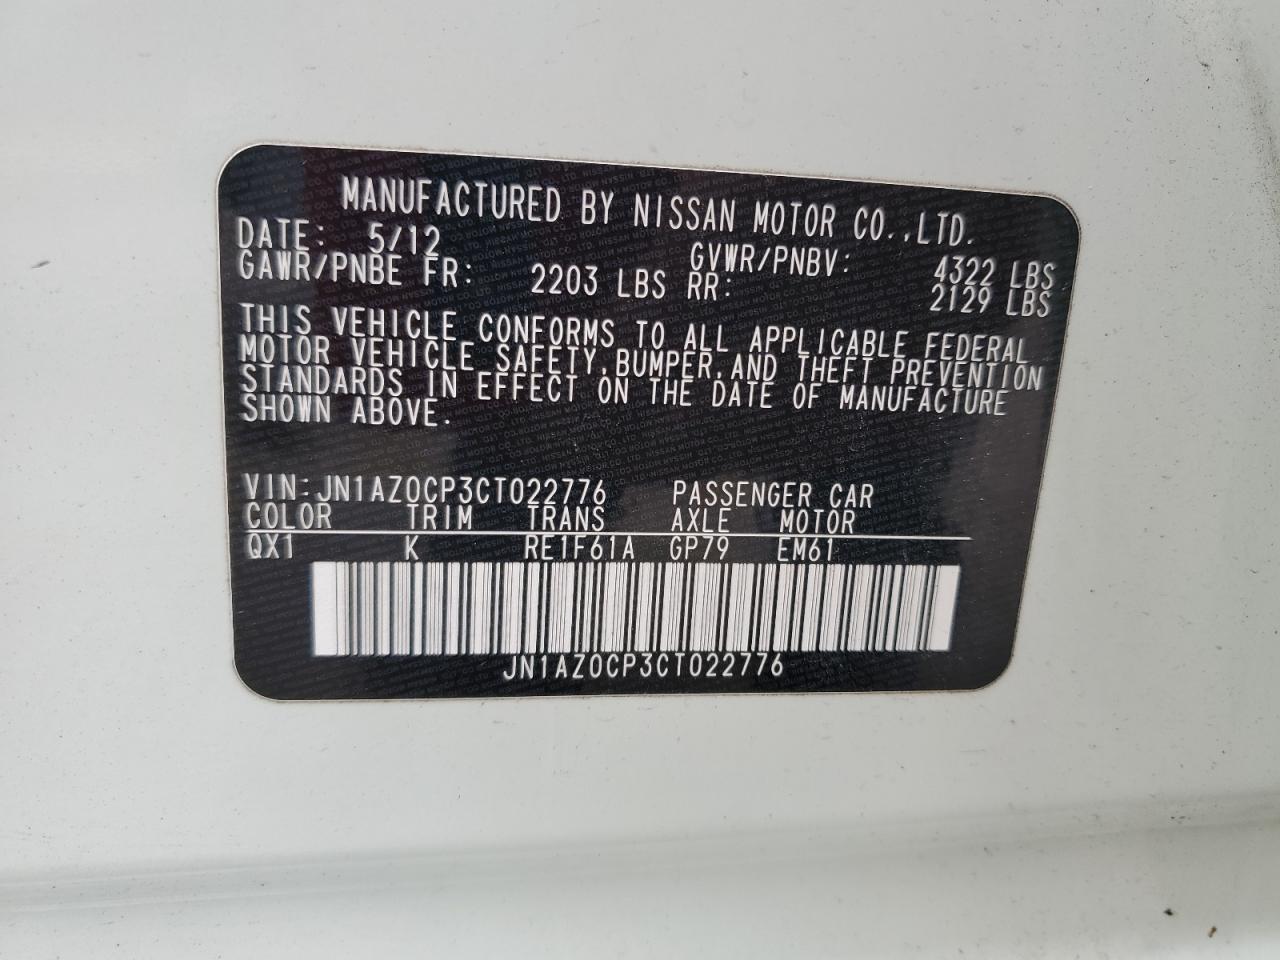 MANUFACTURED BY NISSAN MOTOR CO.,LTD.
DATE: 5/12 GVWR/PNBV: 4322 LBS
GAWR/PNBE FR: 2203 LBS RR: 2129 LBS
THIS VEHICLE CONFORMS TO ALL APPLICABLE FEDERAL
MOTOR VEHICLE SAFETY,BUMPER,AND THEFT PREVENTION
STANDARDS IN EFFECT ON THE DATE OF MANUFACTURE
SHOWN ABOVE.
VIN:JN1AZ0CP3CT022776 PASSENGER CAR
COLOR TRIM TRANS AXLE MOTOR
QX1 K RE1F61A GP79 EM61
JN1AZ0CP3CT022776